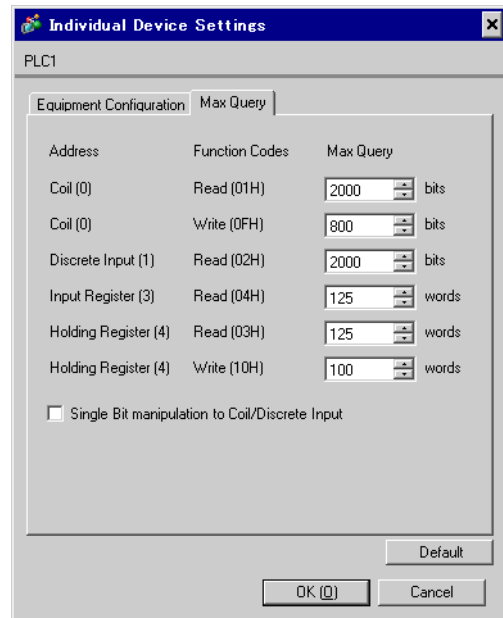 Individual Device Settings
PLC1
Equipment Configuration Max Query
Address Function Codes Max Query
Coil (0) Read (01H) 2000 bits
Coil (0) Write (0FH) 800 bits
Discrete Input (1) Read (02H) 2000 bits
Input Register (3) Read (04H) 125 words
Holding Register (4) Read (03H) 125 words
Holding Register (4) Write (10H) 100 words
Single Bit manipulation to Coil/Discrete Input
Default
OK (O) Cancel